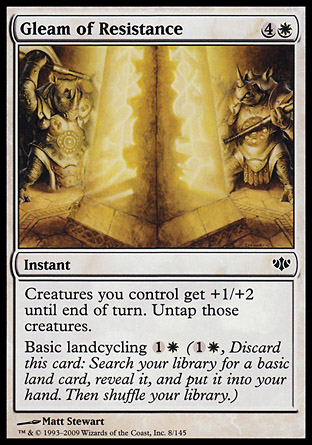 Gleam of Resistance 4
Instant
Creatures you control get +1/+2
until end of turn. Untap those
creatures.
Basic landcycling 1 (1, Discard
this card: Search your library for a basic
land card, reveal it, and put it into your
hand. Then shuffle your library.)
Matt Stewart
™ & © 1993–2009 Wizards of the Coast, Inc. 8/145